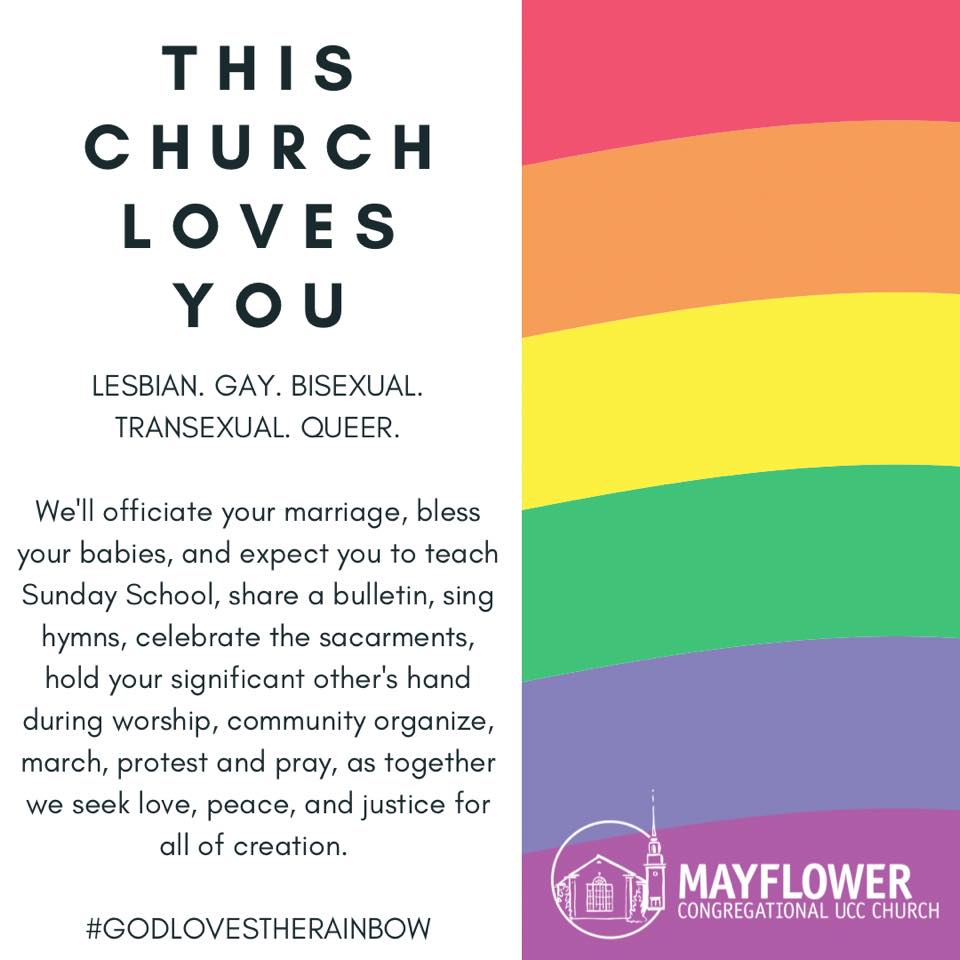 THIS
CHURCH
LOVES
YOU
LESBIAN. GAY. BISEXUAL.
TRANSEXUAL. QUEER.
We'll officiate your marriage, bless
your babies, and expect you to teach
Sunday School, share a bulletin, sing
hymns, celebrate the sacarments,
hold your significant other's hand
during worship, community organize,
march, protest and pray, as together
we seek love, peace, and justice for
all of creation.
#GODLOVESTHERAINBOW
MAYFLOWER
CONGREGATIONAL UCC CHURCH